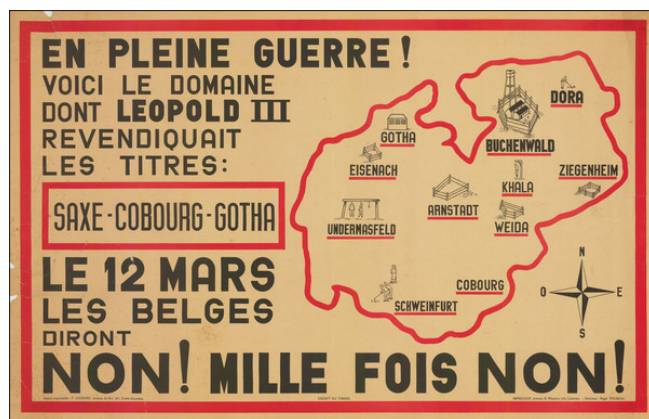 EN PLEINE GUERRE!
VOICI LE DOMAINE
DONT LEOPOLD III
REVENDIQUAIT
LES TITRES:
SAXE-COBOURG-GOTHA
LE 12 MARS
LES BELGES
DIRONT
NON! MILLE FOIS NON!
DORA
GOTHA
BUCHENWALD
EISENACH
ZIEGENHEIM
KHALA
ARNSTADT
UNDERMASFELD
WEIDA
COBOURG
SCHWEINFURT
N
O
E
S